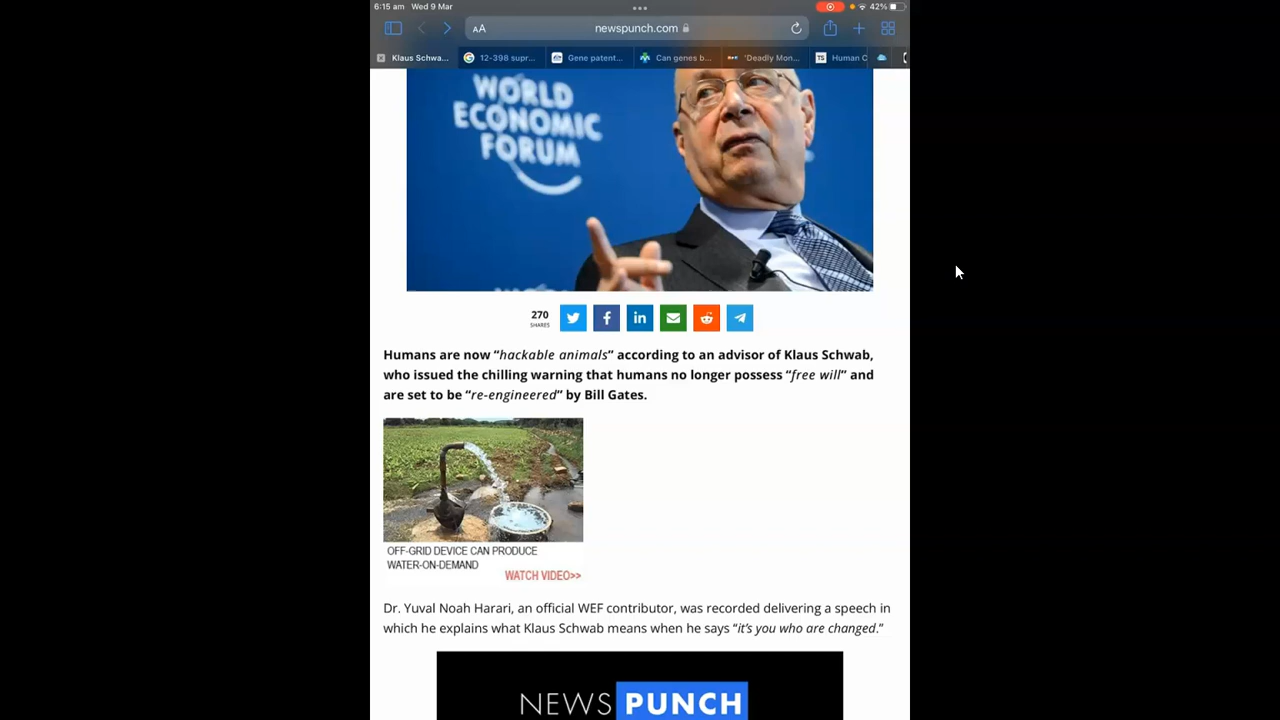 6:15 am Wed 9 Mar
42%
AA newspunch.com
Klaus Schwa... 12-398 supr... Gene patent... Can genes b... 'Deadly Mon... TS Human C
WORLD
ECONOMIC
FORUM
270
SHARES
Humans are now “hackable animals” according to an advisor of Klaus Schwab,
who issued the chilling warning that humans no longer possess “free will” and
are set to be “re-engineered” by Bill Gates.
OFF-GRID DEVICE CAN PRODUCE
WATER-ON-DEMAND
WATCH VIDEO>>
Dr. Yuval Noah Harari, an official WEF contributor, was recorded delivering a speech in
which he explains what Klaus Schwab means when he says “it’s you who are changed.”
NEWS PUNCH